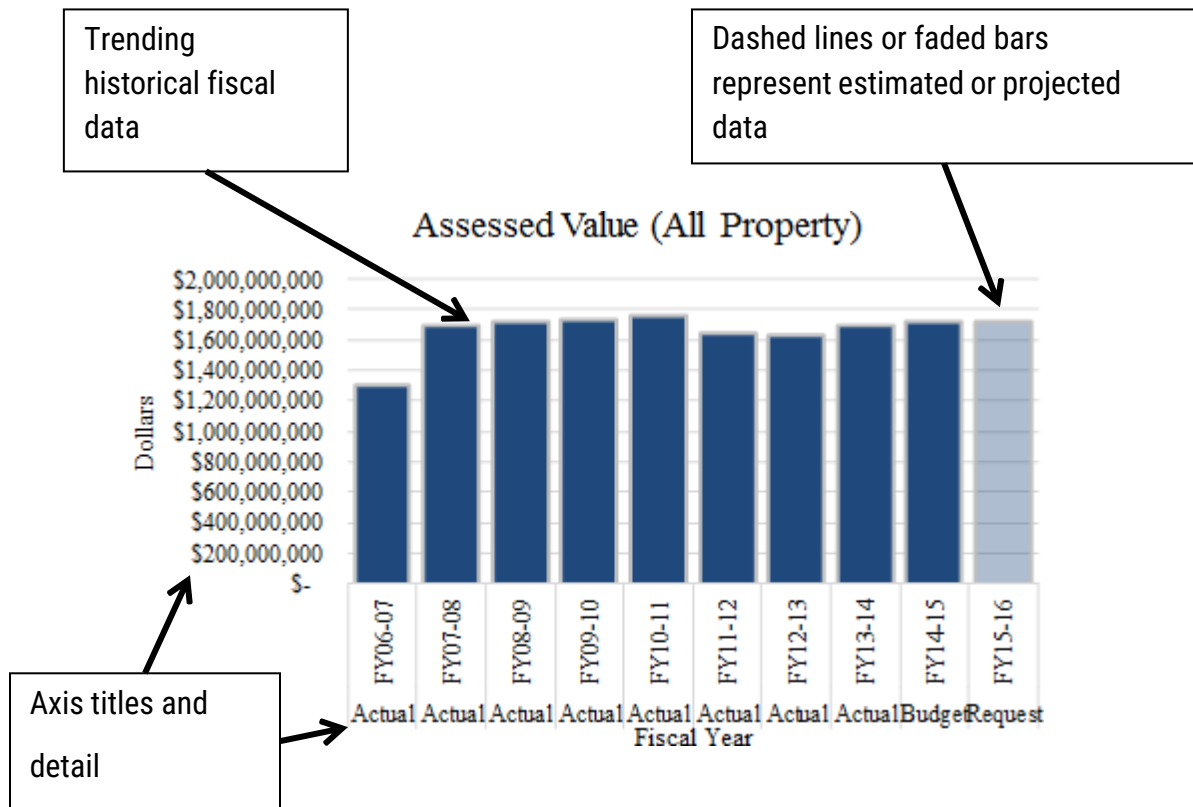 Trending
historical fiscal
data
Dashed lines or faded bars
represent estimated or projected
data
Assessed Value (All Property)
$2,000,000,000
$1,800,000,000
$1,600,000,000
$1,400,000,000
$1,200,000,000
$1,000,000,000
$800,000,000
$600,000,000
$400,000,000
$200,000,000
$-
Dollars
FY06-07
FY07-08
FY08-09
FY09-10
FY10-11
FY11-12
FY12-13
FY13-14
FY14-15
FY15-16
Actual Actual Actual Actual Actual Actual Actual Actual Budget Request
Fiscal Year
Axis titles and
detail